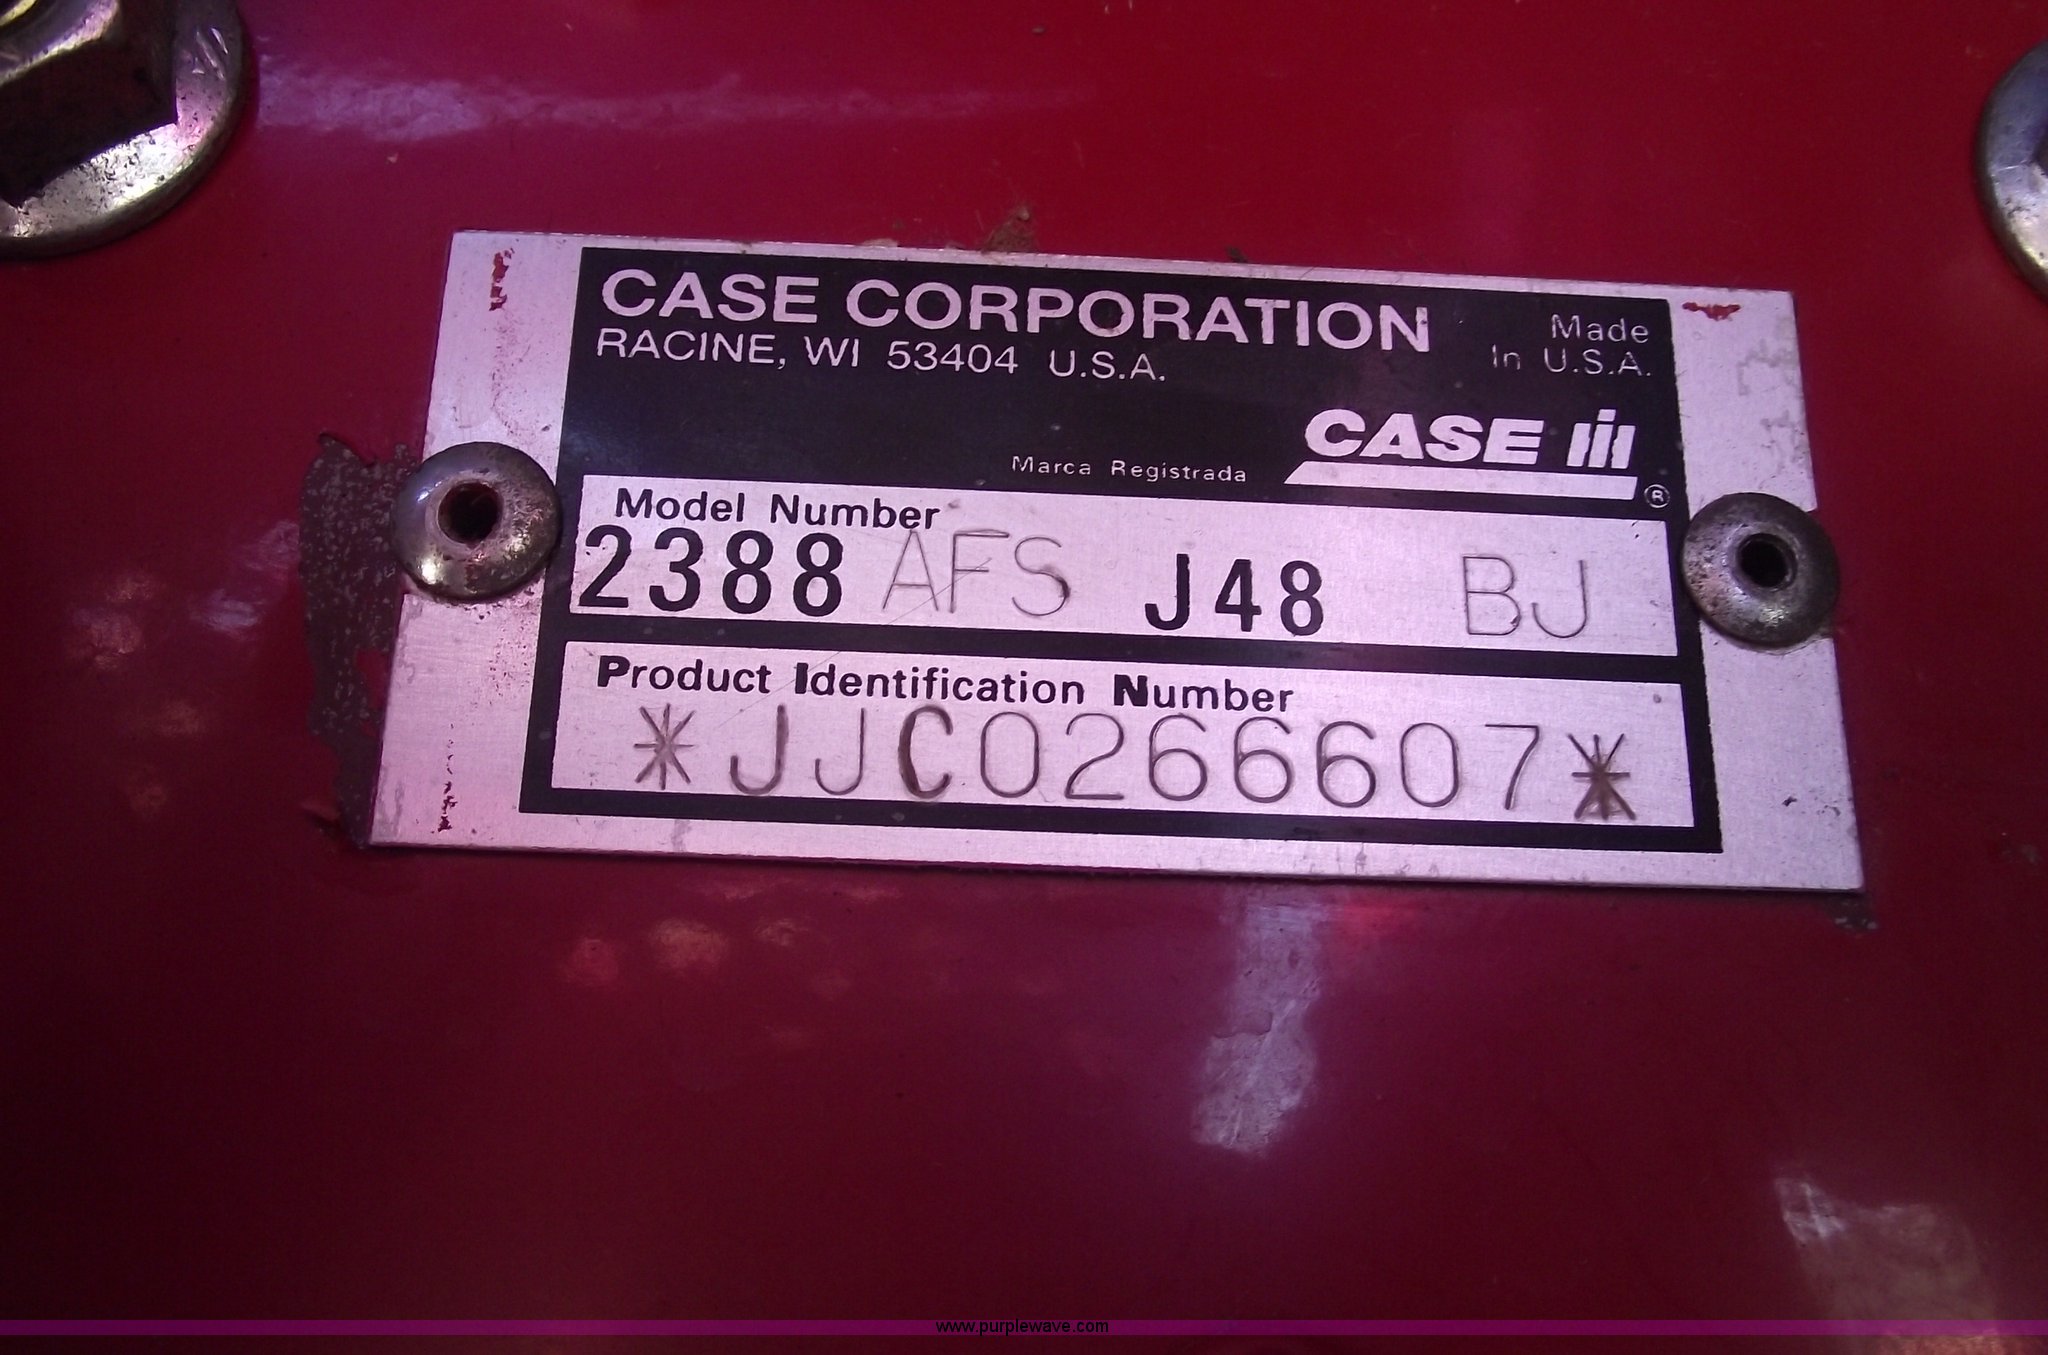 CASE CORPORATION
RACINE, WI 53404 U.S.A.
Made
In U.S.A.
CASE IH
Marca Registrada ®
Model Number
2388 AFS J48 BJ
Product Identification Number
*JJC0266607*
www.purplewave.com